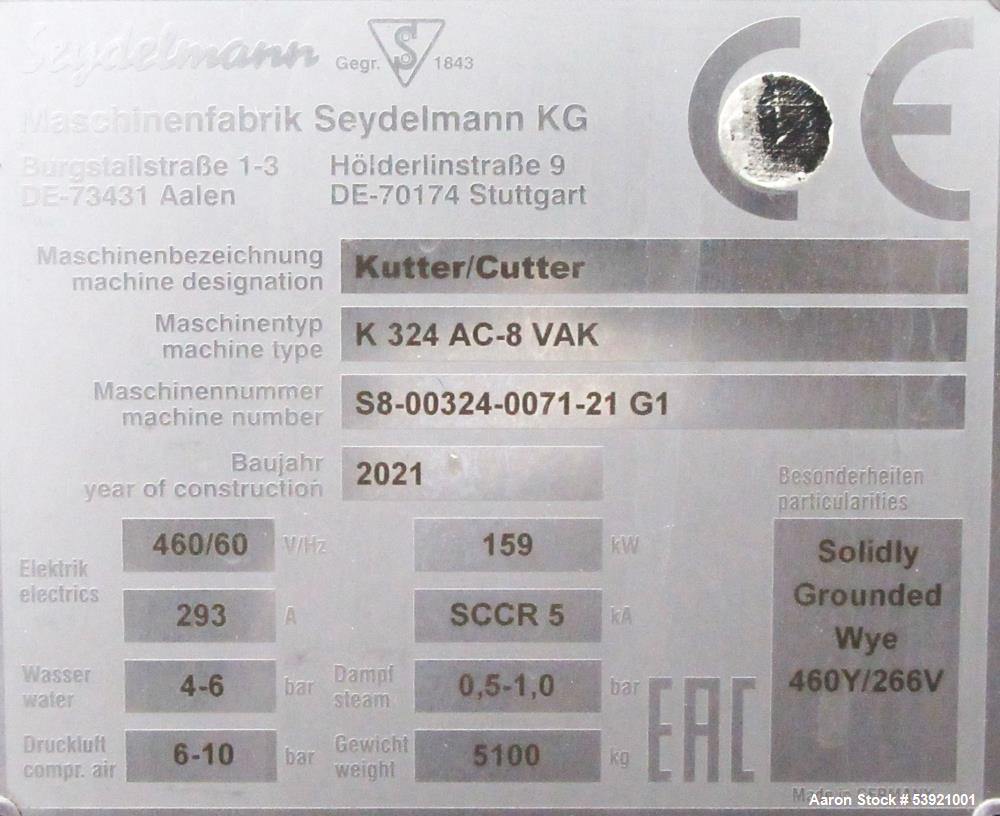 Seydelmann Gegr. S 1843
Maschinenfabrik Seydelmann KG
Burgstallstraße 1-3 Hölderlinstraße 9
DE-73431 Aalen DE-70174 Stuttgart
CE
Maschinenbezeichnung
machine designation
Kutter/Cutter
Maschinentyp
machine type
K 324 AC-8 VAK
Maschinennummer
machine number
S8-00324-0071-21 G1
Baujahr
year of construction
2021
Elektrik
electrics
460/60 V/Hz 159 kW
293 A SCCR 5 kA
Wasser
water
4-6 bar
Dampf
steam
0,5-1,0 bar
Druckluft
compr. air
6-10 bar
Gewicht
weight
5100 kg
Besonderheiten
particularities
Solidly
Grounded
Wye
460Y/266V
EAC
Made in GERMANY
Aaron Stock # 53921001